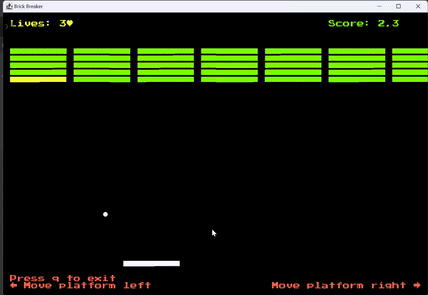 Brick Breaker
Lives: 3♥
Score: 2.3
Press q to exit
← Move platform left
Move platform right →